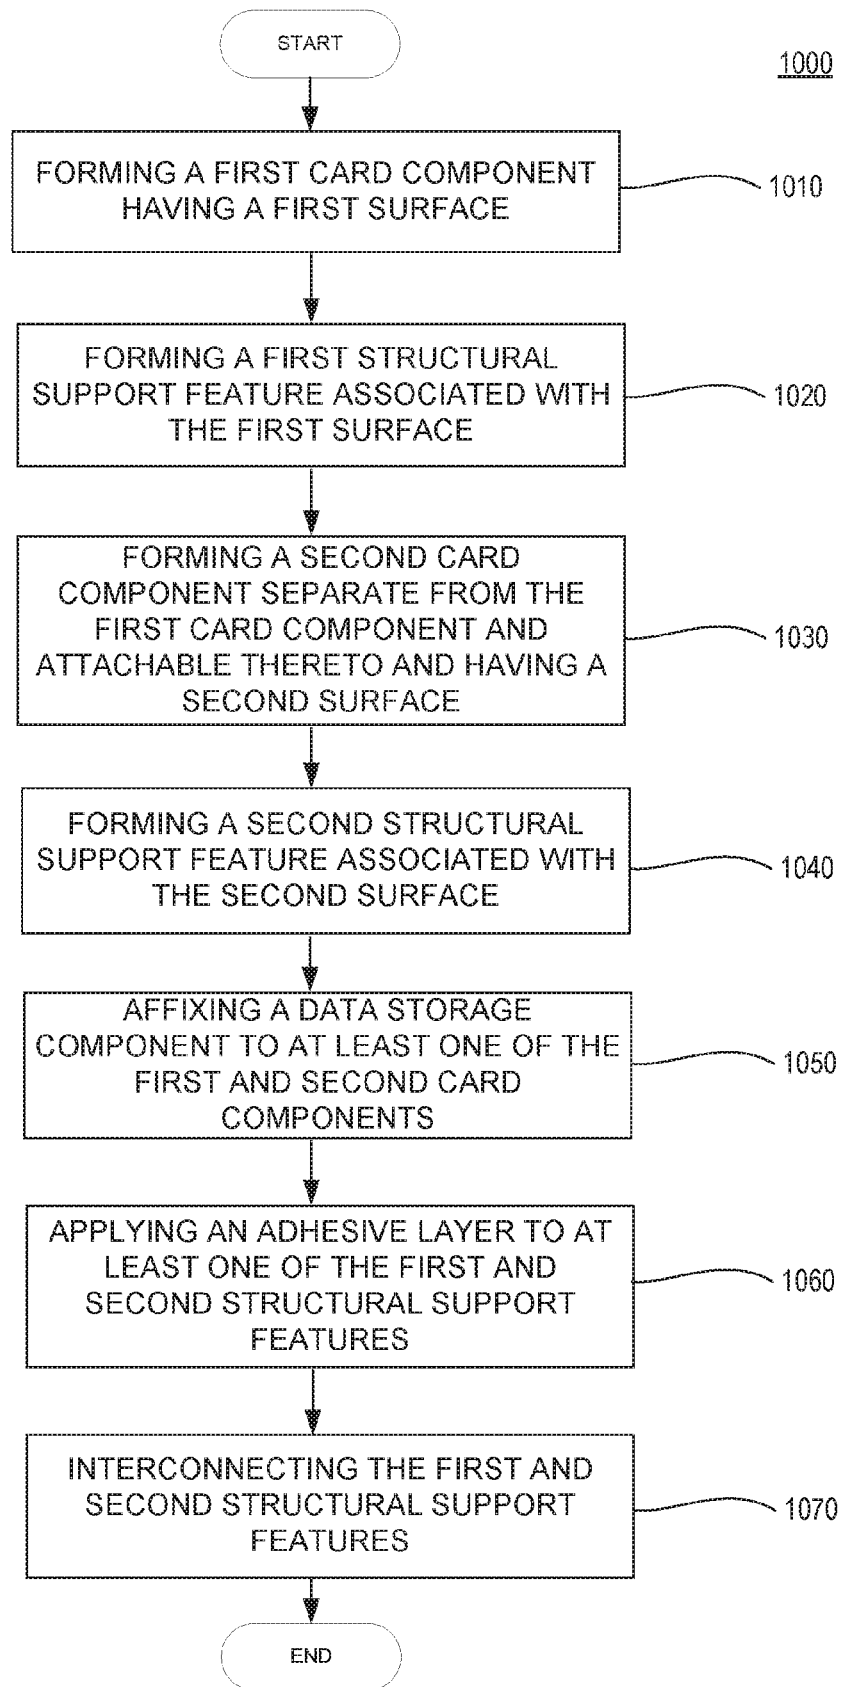 START
1000
FORMING A FIRST CARD COMPONENT
HAVING A FIRST SURFACE
1010
FORMING A FIRST STRUCTURAL
SUPPORT FEATURE ASSOCIATED WITH
THE FIRST SURFACE
1020
FORMING A SECOND CARD
COMPONENT SEPARATE FROM THE
FIRST CARD COMPONENT AND
ATTACHABLE THERETO AND HAVING A
SECOND SURFACE
1030
FORMING A SECOND STRUCTURAL
SUPPORT FEATURE ASSOCIATED WITH
THE SECOND SURFACE
1040
AFFIXING A DATA STORAGE
COMPONENT TO AT LEAST ONE OF THE
FIRST AND SECOND CARD
COMPONENTS
1050
APPLYING AN ADHESIVE LAYER TO AT
LEAST ONE OF THE FIRST AND
SECOND STRUCTURAL SUPPORT
FEATURES
1060
INTERCONNECTING THE FIRST AND
SECOND STRUCTURAL SUPPORT
FEATURES
1070
END